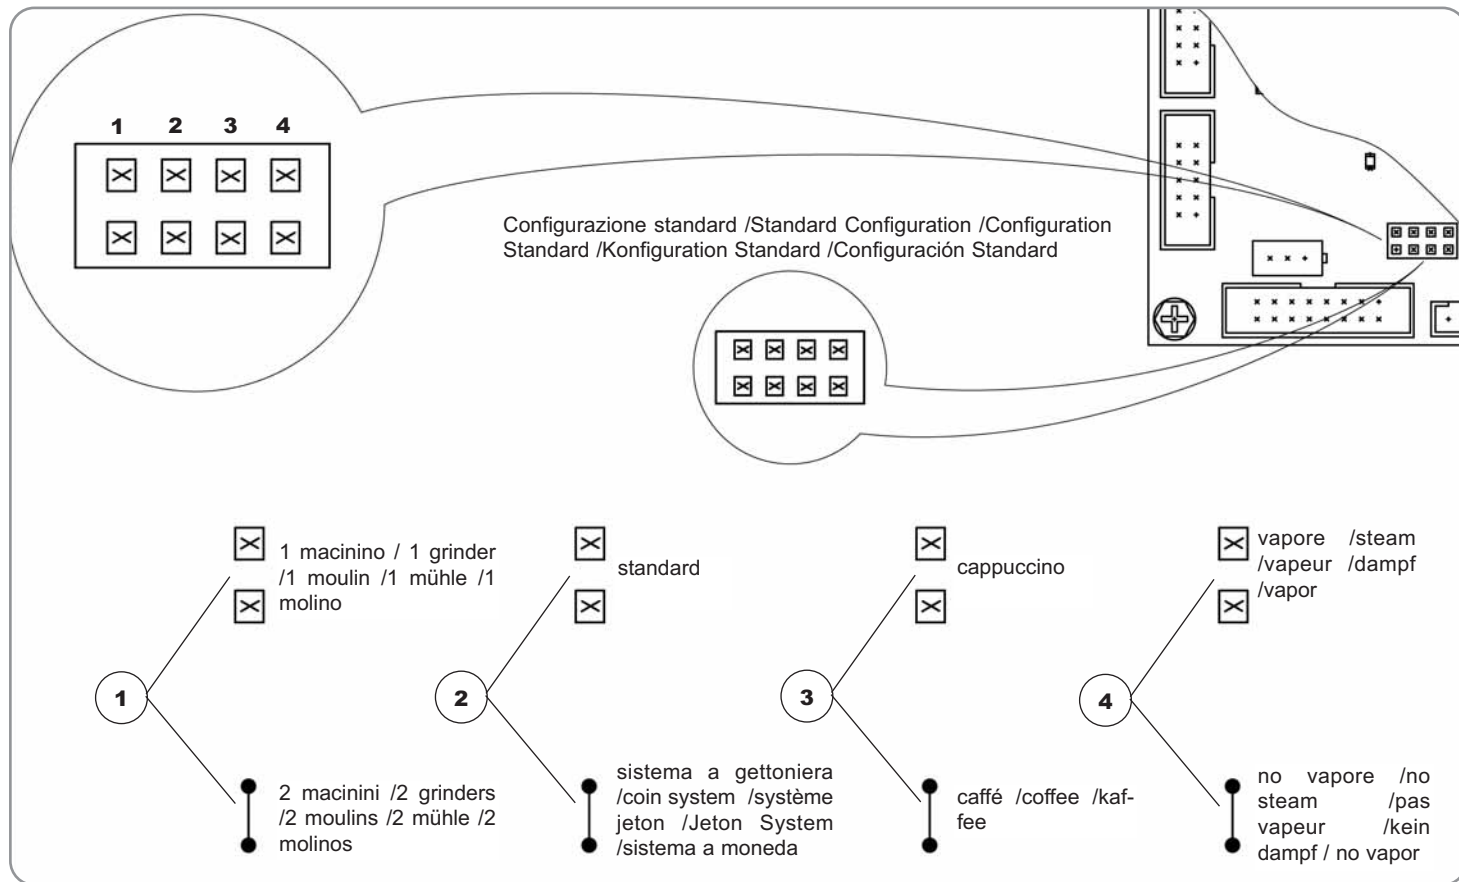 1 2 3 4
Configurazione standard /Standard Configuration /Configuration
Standard /Konfiguration Standard /Configuración Standard
1 macinino / 1 grinder
/1 moulin /1 mühle /1
molino
standard
cappuccino
vapore /steam
/vapeur /dampf
/vapor
1
2
3
4
2 macinini /2 grinders
/2 moulins /2 mühle /2
molinos
sistema a gettoniera
/coin system /système
jeton /Jeton System
/sistema a moneda
caffé /coffee /kaf-
fee
no vapore /no
steam /pas
vapeur /kein
dampf / no vapor